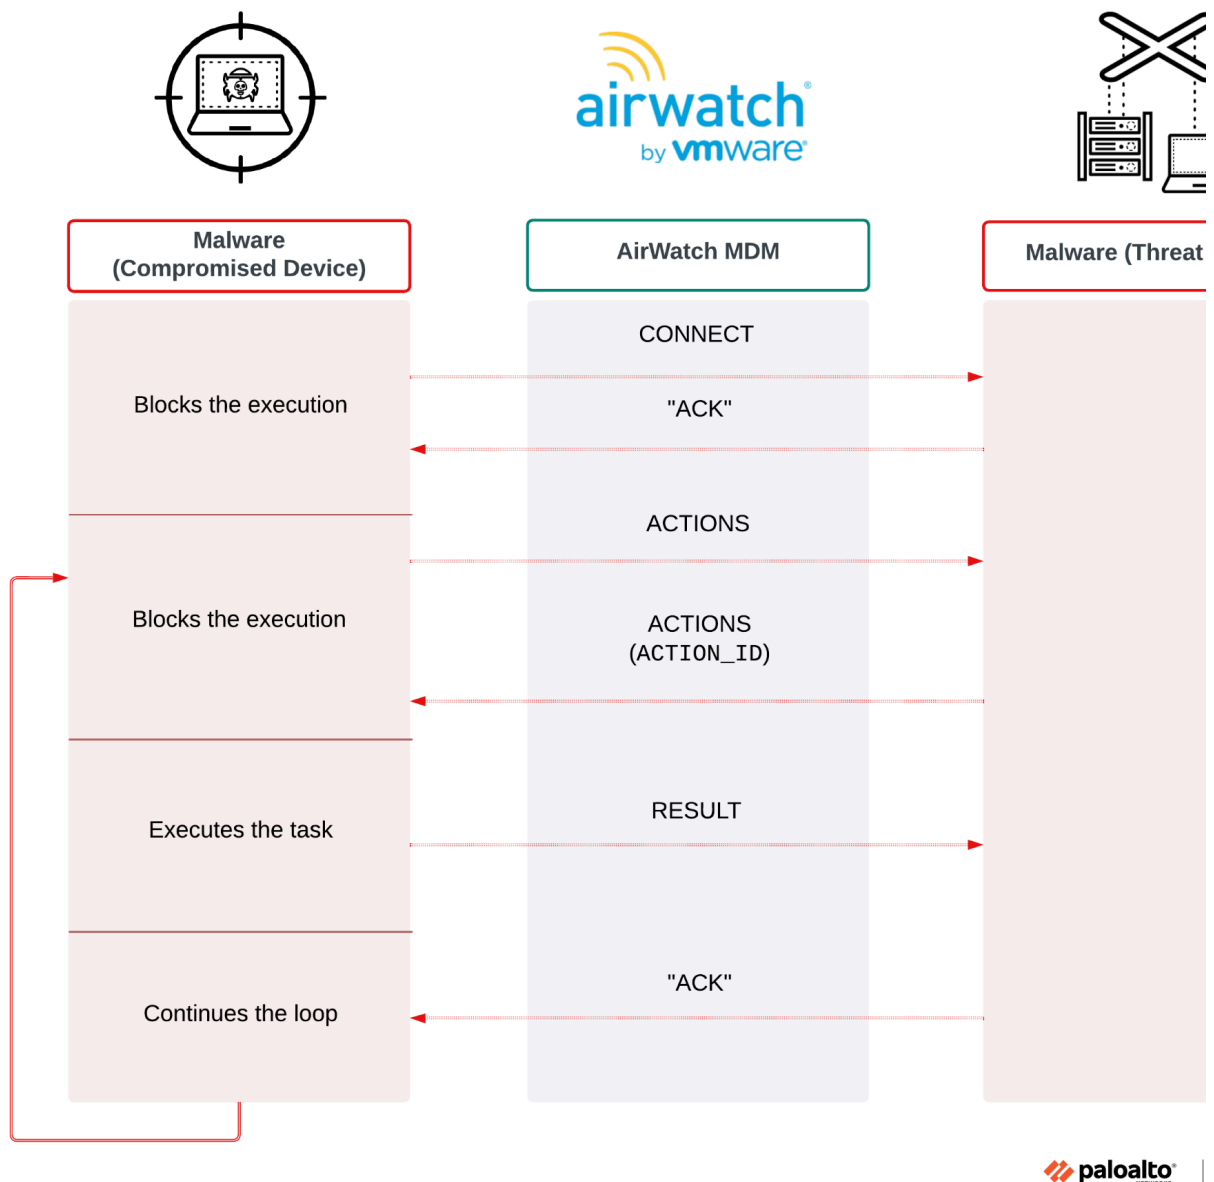 airwatch
by vmware
Malware
(Compromised Device)
AirWatch MDM
Malware (Threat
CONNECT
Blocks the execution
"ACK"
ACTIONS
Blocks the execution
ACTIONS
(ACTION_ID)
RESULT
Executes the task
"ACK"
Continues the loop
paloalto